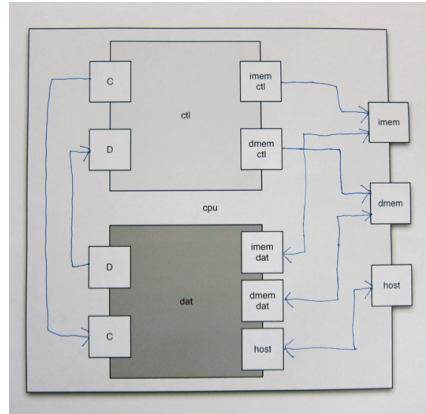 C
imem
ctl
ctl
imem
D
dmem
ctl
dmem
cpu
D
imem
dat
host
dat
dmem
dat
C
host